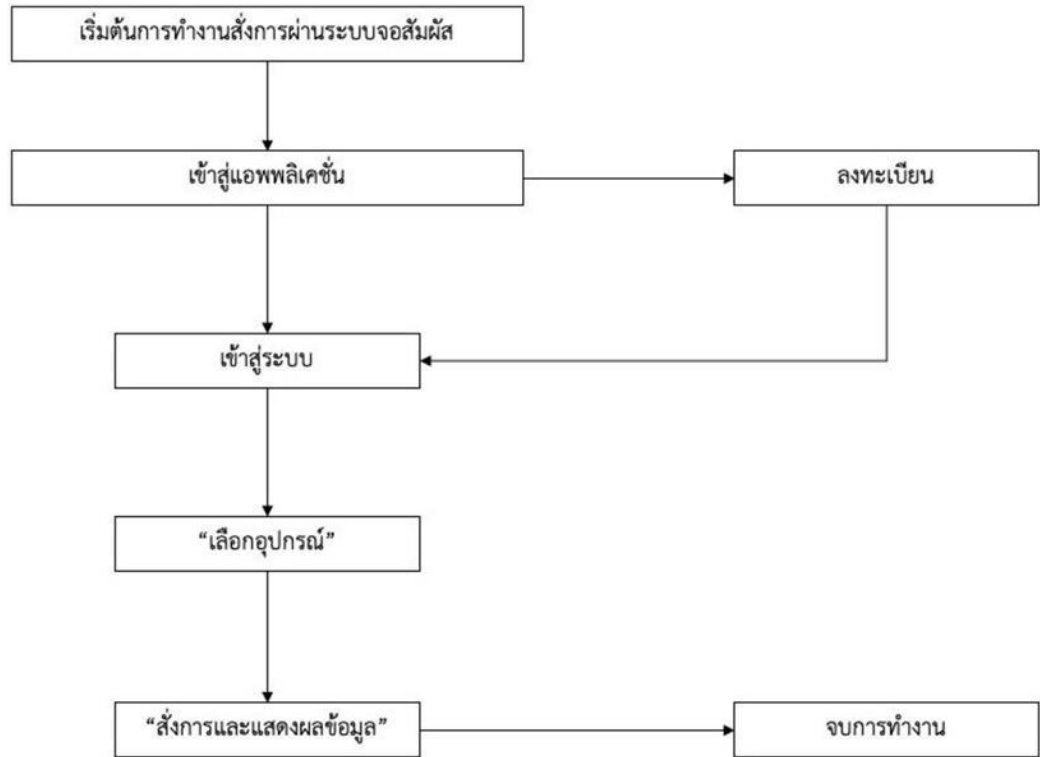 เริ่มต้นการทำงานสั่งการผ่านระบบจอสัมผัส
เข้าสู่แอพพลิเคชั่น
ลงทะเบียน
เข้าสู่ระบบ
“เลือกอุปกรณ์”
“สั่งการและแสดงผลข้อมูล”
จบการทำงาน